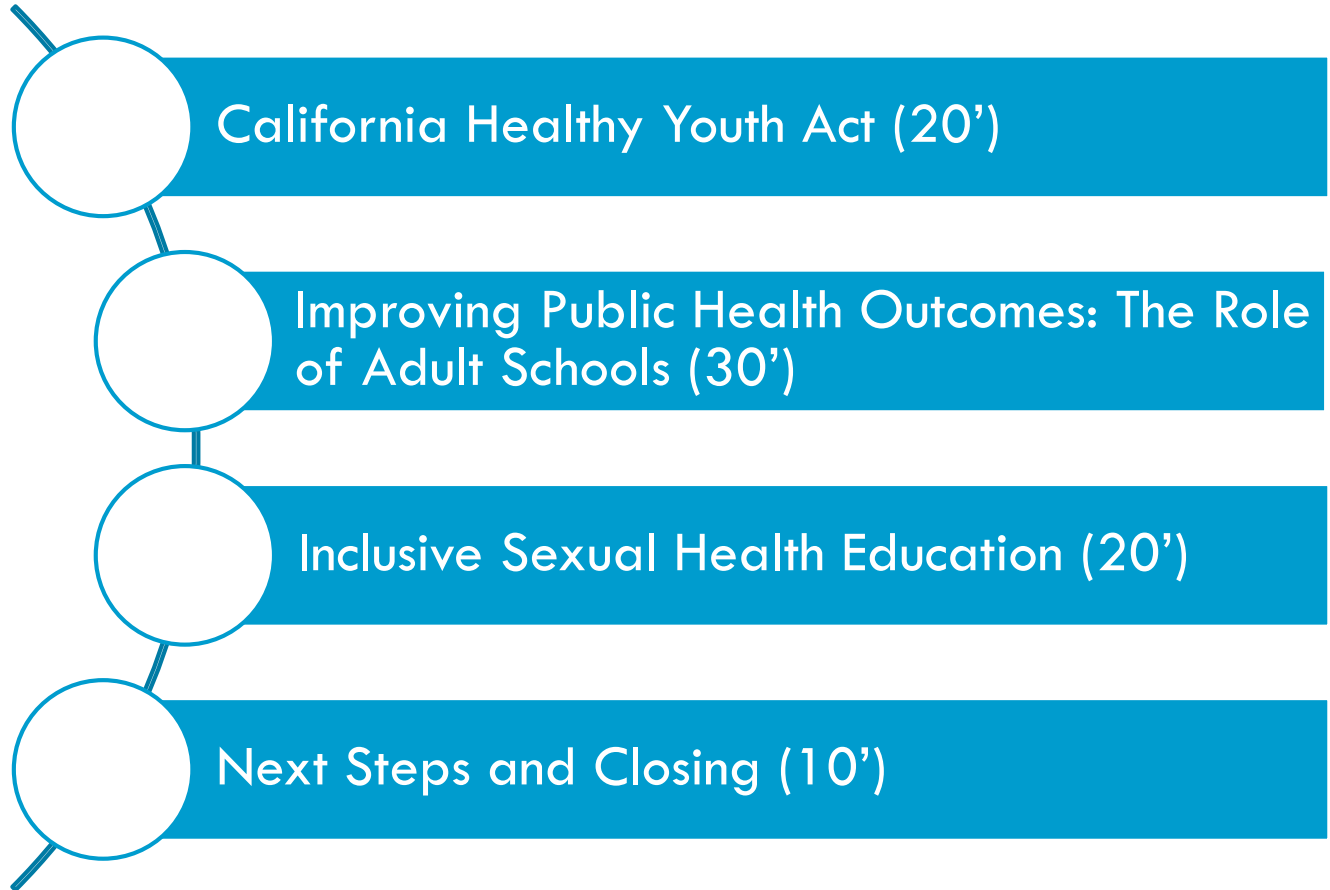 California Healthy Youth Act (20’)
Improving Public Health Outcomes: The Role
of Adult Schools (30’)
Inclusive Sexual Health Education (20’)
Next Steps and Closing (10’)